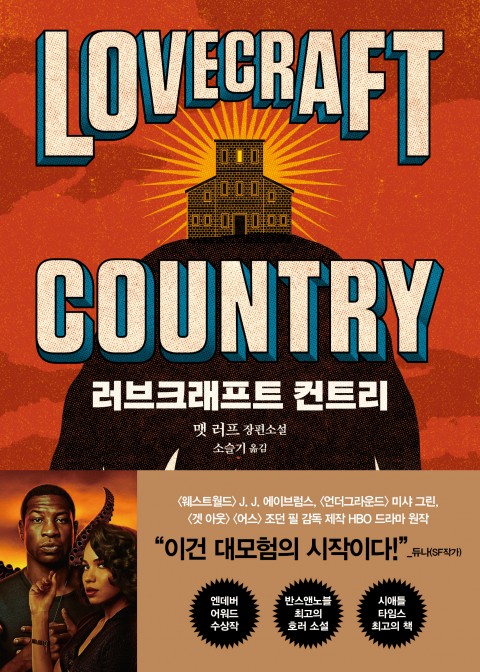 LOVECRAFT
COUNTRY
러브크래프트 컨트리
맷 러프 장편소설
소슬기 옮김
〈웨스트월드〉 J. J. 에이브럼스, 〈언더그라운드〉 미샤 그린,
〈겟 아웃〉 〈어스〉 조던 필 감독 제작 HBO 드라마 원작
“이건 대모험의 시작이다!”_듀나(SF작가)
엔데버
어워드
수상작
반스앤노블
최고의
호러 소설
시애틀
타임스
최고의 책